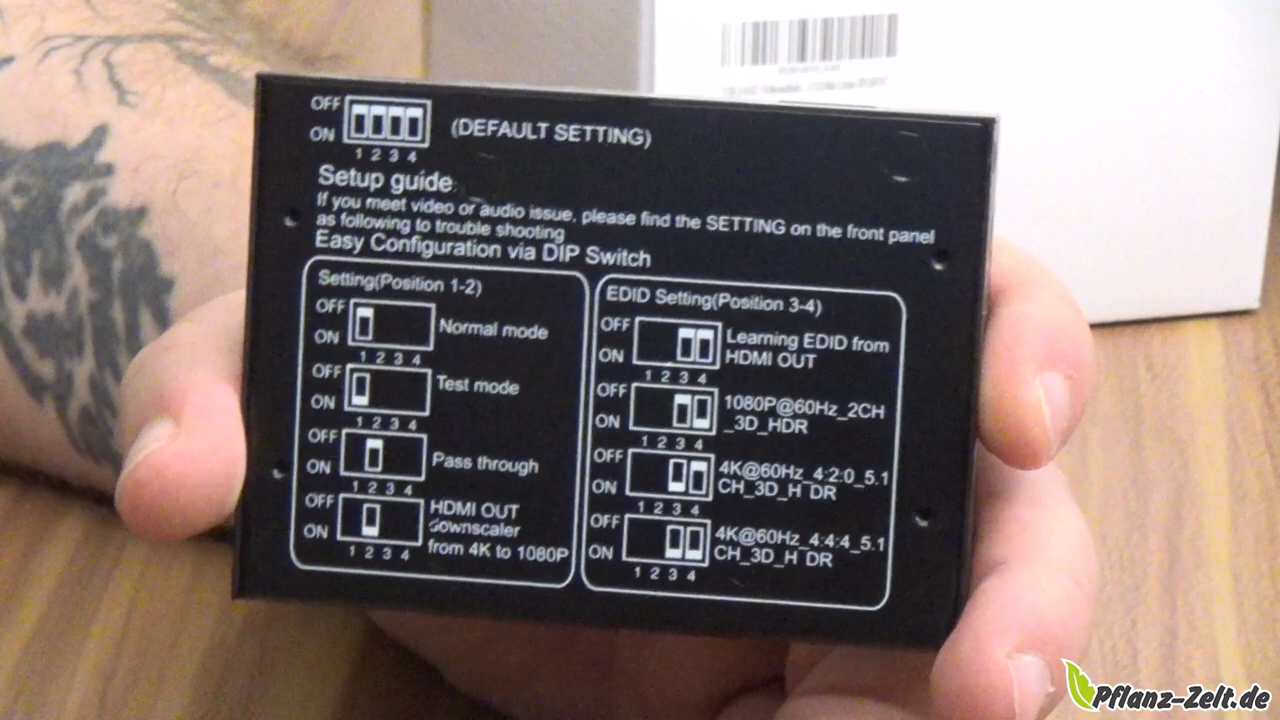 OFF
ON
1 2 3 4
(DEFAULT SETTING)
Setup guide
If you meet video or audio issue, please find the SETTING on the front panel
as following to trouble shooting
Easy Configuration via DIP Switch
Setting(Position 1-2)
OFF
ON
1 2 3 4
Normal mode
OFF
ON
1 2 3 4
Test mode
OFF
ON
1 2 3 4
Pass through
OFF
ON
1 2 3 4
HDMI OUT
downscaler
from 4K to 1080P
EDID Setting(Position 3-4)
OFF
ON
1 2 3 4
Learning EDID from
HDMI OUT
OFF
ON
1 2 3 4
1080P@60Hz_2CH
_3D_HDR
OFF
ON
1 2 3 4
4K@60Hz_4:2:0_5.1
CH_3D_H DR
OFF
ON
1 2 3 4
4K@60Hz_4:4:4_5.1
CH_3D_H DR
Pflanz-Zelt.de